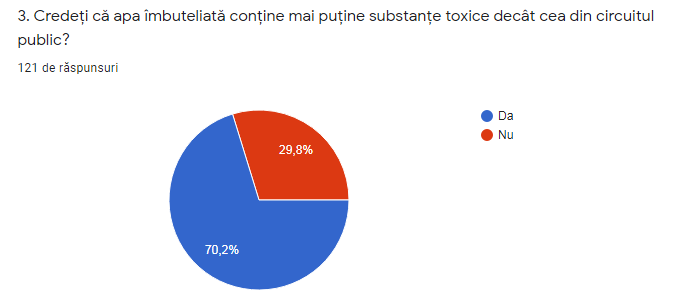 3. Credeți că apa îmbuteliată conține mai puține substanțe toxice decât cea din circuitul
public?
121 de răspunsuri
Da
Nu
29,8%
70,2%